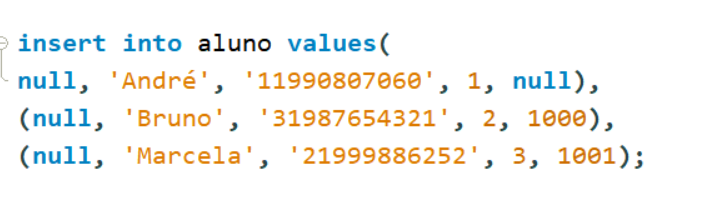 insert into aluno values(
null, 'André', '11990807060', 1, null),
(null, 'Bruno', '31987654321', 2, 1000),
(null, 'Marcela', '21999886252', 3, 1001);